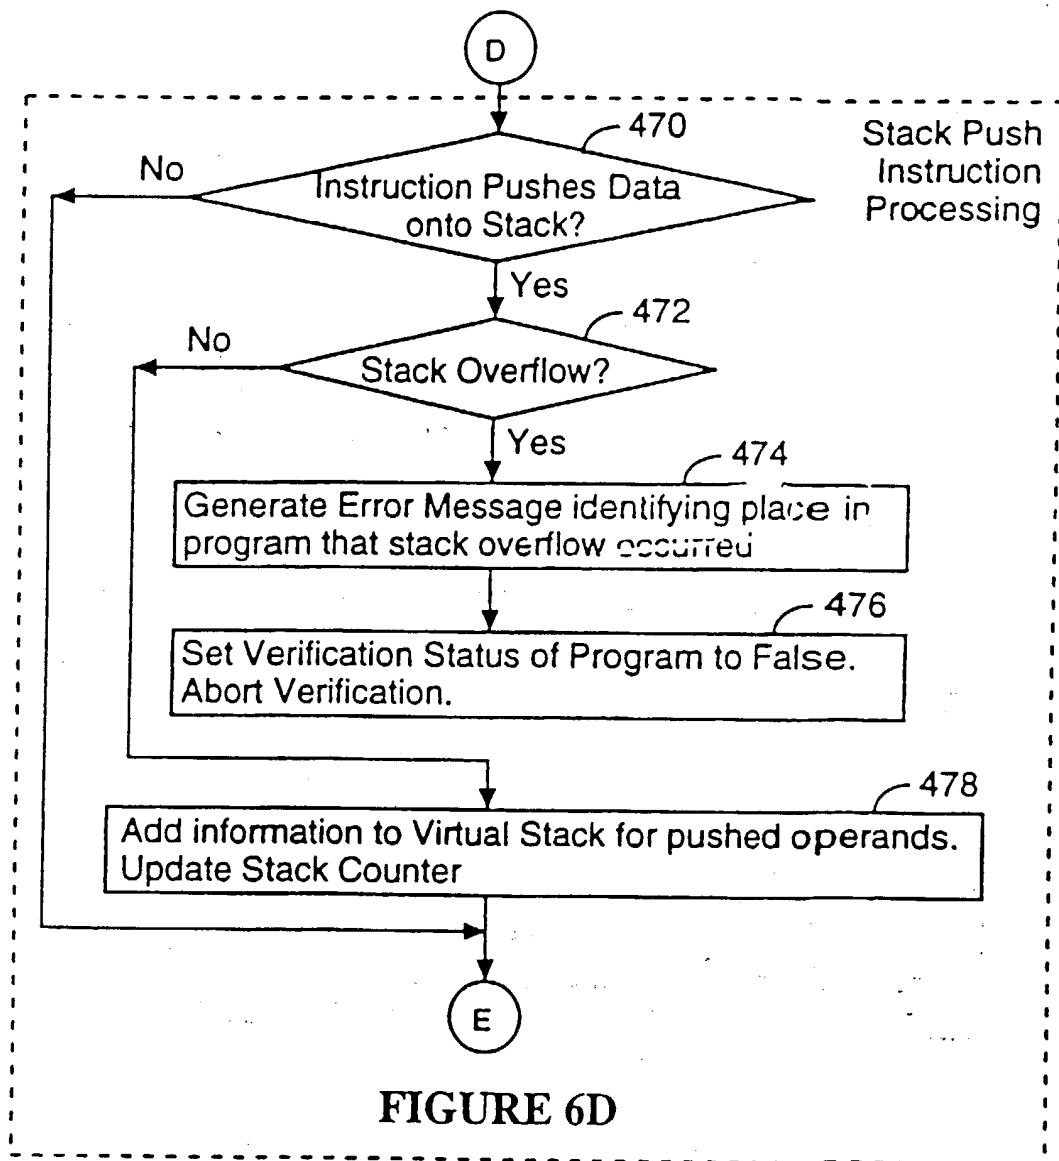 D
470
Stack Push
Instruction
Processing
No
Instruction Pushes Data
onto Stack?
Yes
472
No
Stack Overflow?
Yes
474
Generate Error Message identifying place in
program that stack overflow occurred
476
Set Verification Status of Program to False.
Abort Verification.
478
Add information to Virtual Stack for pushed operands.
Update Stack Counter
E
FIGURE 6D